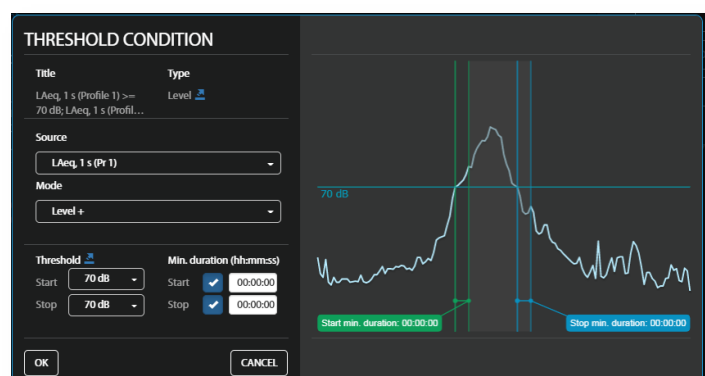 THRESHOLD CONDITION
Title
Type
LAeq, 1 s (Profile 1) >=
70 dB; LAeq, 1 s (Profil...
Level
Source
LAeq, 1 s (Pr 1)
Mode
Level +
Threshold
Min. duration (hh:mm:ss)
Start 70 dB
Start 00:00:00
Stop 70 dB
Stop 00:00:00
OK
CANCEL
70 dB
Start min. duration: 00:00:00
Stop min. duration: 00:00:00